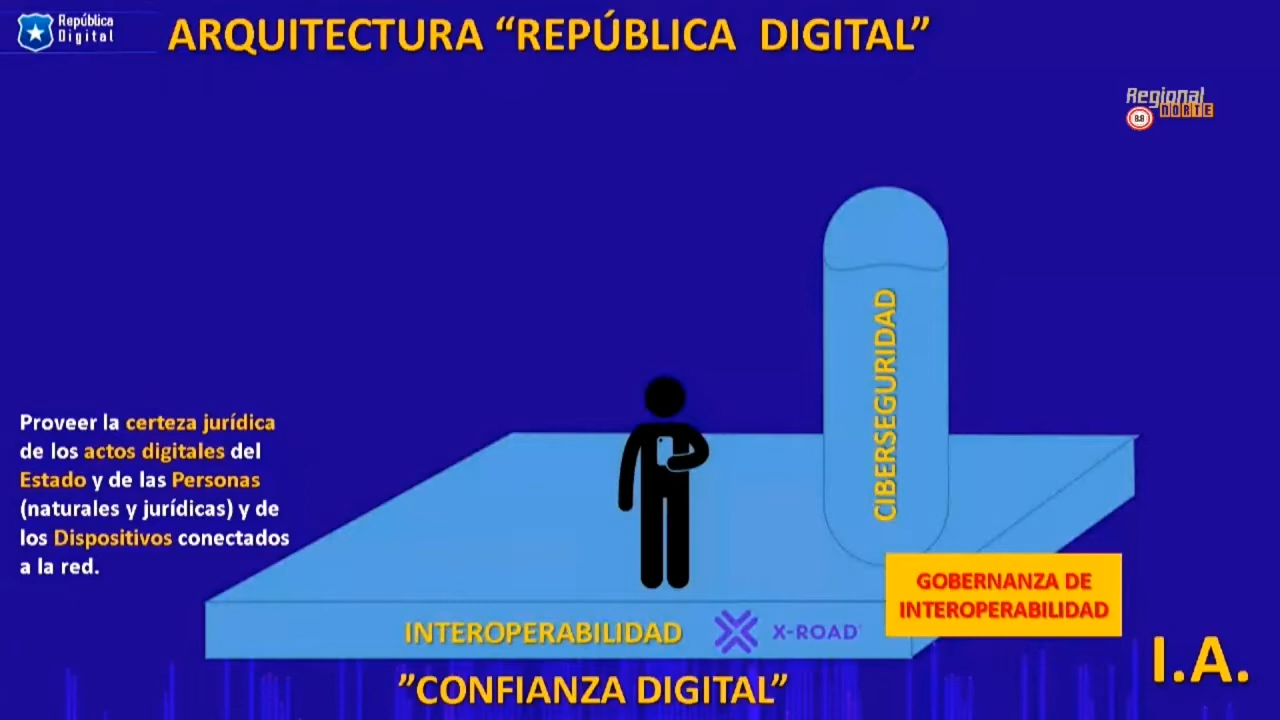 República
Digital
ARQUITECTURA “REPÚBLICA DIGITAL”
Regional
88
NORTE
CIBERSEGURIDAD
Proveer la certeza jurídica
de los actos digitales del
Estado y de las Personas
(naturales y jurídicas) y de
los Dispositivos conectados
a la red.
GOBERNANZA DE
INTEROPERABILIDAD
INTEROPERABILIDAD
X-ROAD
I.A.
”CONFIANZA DIGITAL”